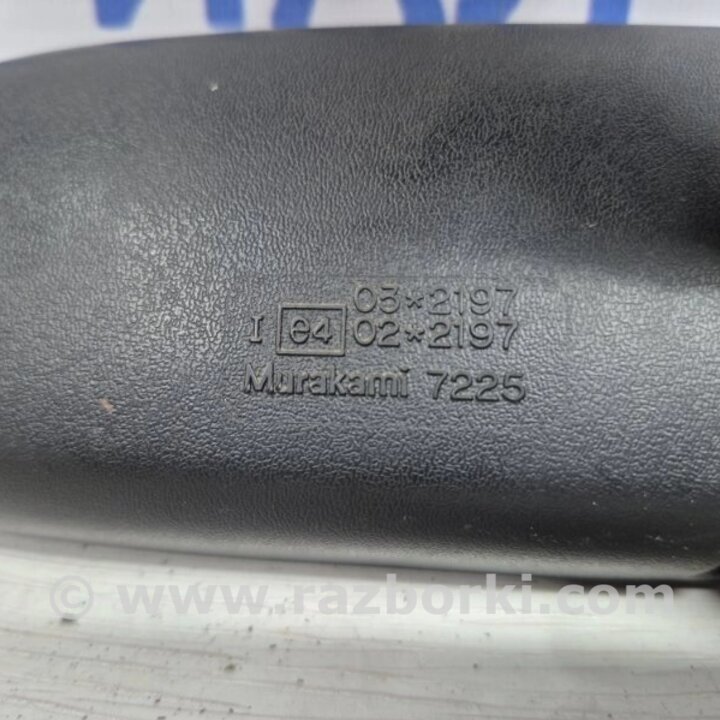 03*2197
I e4 02*2197
Murakami 7225
© www.razborki.com